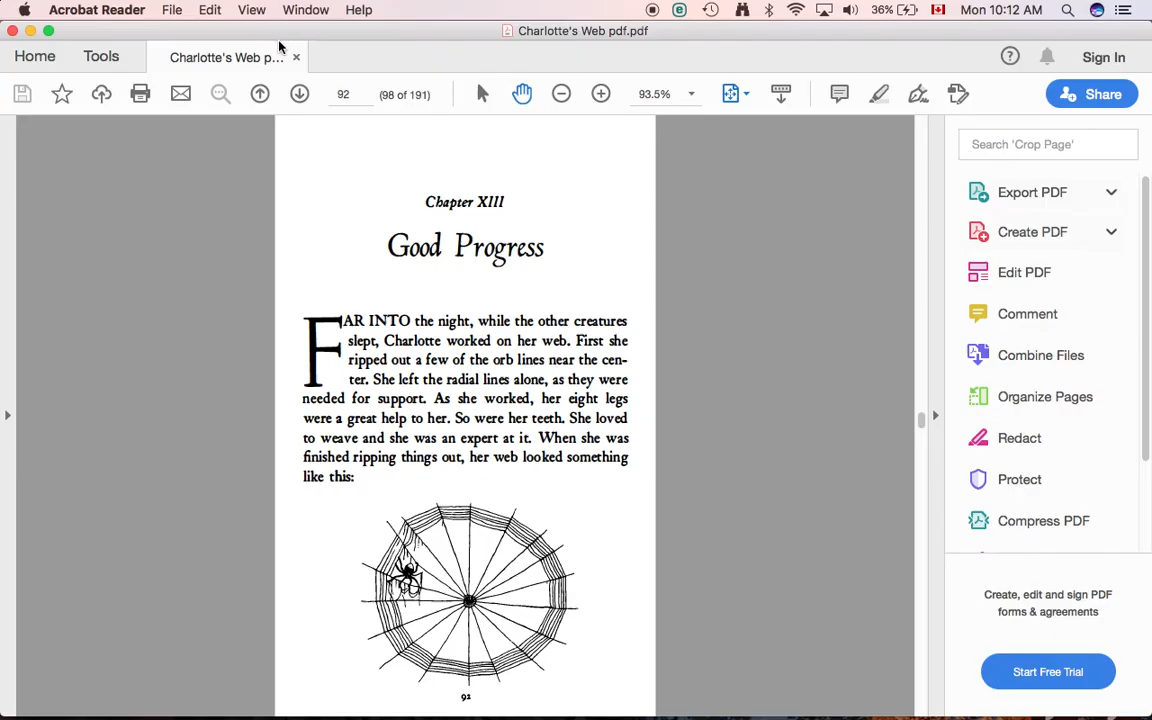 Acrobat Reader File Edit View Window Help 36% Mon 10:12 AM
Charlotte's Web pdf.pdf
Home Tools Charlotte's Web p... × Sign In
92 (98 of 191) 93.5% Share
Search 'Crop Page'
Export PDF
Create PDF
Edit PDF
Comment
Combine Files
Organize Pages
Redact
Protect
Compress PDF
Create, edit and sign PDF
forms & agreements
Start Free Trial
Chapter XIII
Good Progress
FAR INTO the night, while the other creatures
slept, Charlotte worked on her web. First she
ripped out a few of the orb lines near the cen-
ter. She left the radial lines alone, as they were
needed for support. As she worked, her eight legs
were a great help to her. So were her teeth. She loved
to weave and she was an expert at it. When she was
finished ripping things out, her web looked something
like this:
92